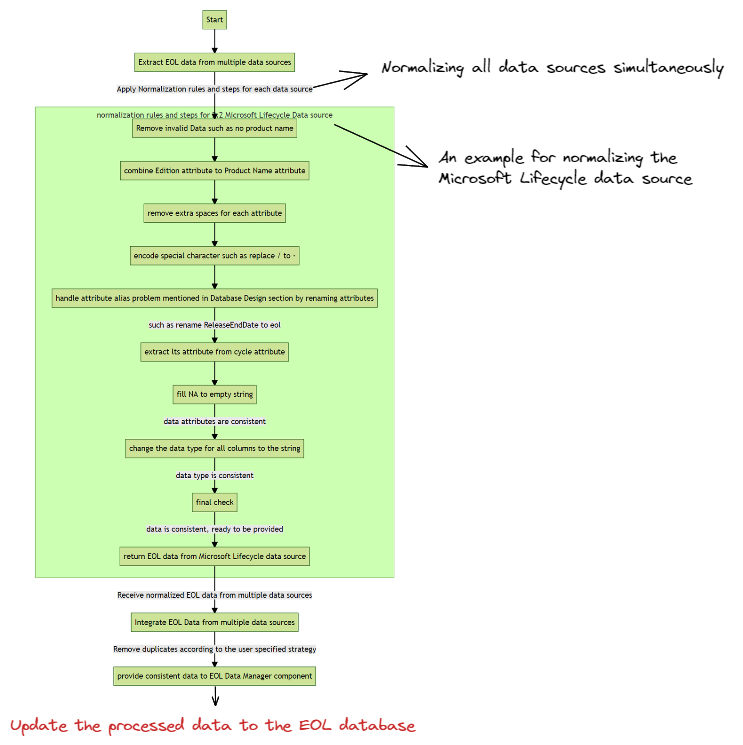 Start
Extract EOL data from multiple data sources
Apply Normalization rules and steps for each data source
Normalizing all data sources simultaneously
normalization rules and steps for 2 Microsoft Lifecycle Data source
Remove invalid Data such as no product name
An example for normalizing the
Microsoft Lifecycle data source
combine Edition attribute to Product Name attribute
remove extra spaces for each attribute
encode special character such as replace / to -
handle attribute alias problem mentioned in Database Design section by renaming attributes
such as rename ReleaseEndDate to eol
extract lts attribute from cycle attribute
fill NA to empty string
data attributes are consistent
change the data type for all columns to the string
data type is consistent
final check
data is consistent, ready to be provided
return EOL data from Microsoft Lifecycle data source
Receive normalized EOL data from multiple data sources
Integrate EOL Data from multiple data sources
Remove duplicates according to the user specified strategy
provide consistent data to EOL Data Manager component
Update the processed data to the EOL database